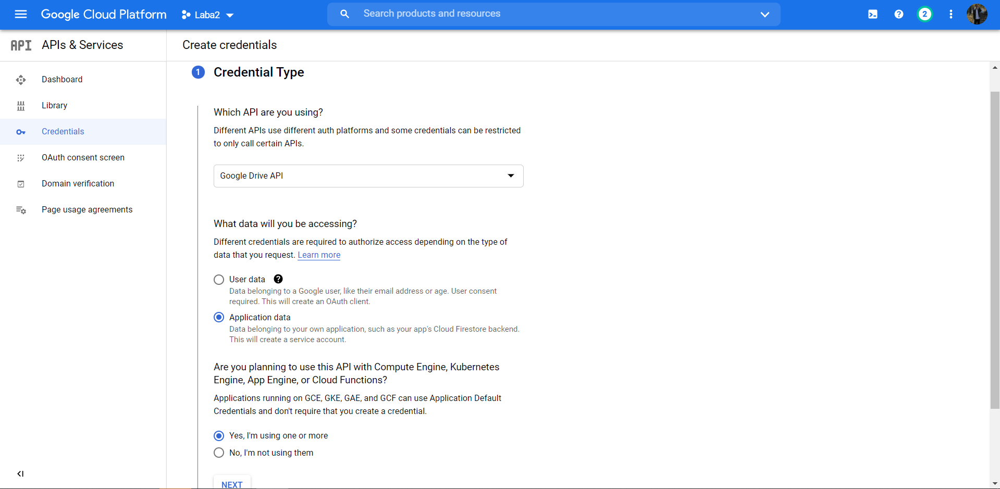 Google Cloud Platform
Laba2
Search products and resources
2
API
APIs & Services
Create credentials
Dashboard
Library
Credentials
OAuth consent screen
Domain verification
Page usage agreements
1
Credential Type
Which API are you using?
Different APIs use different auth platforms and some credentials can be restricted
to only call certain APIs.
Google Drive API
What data will you be accessing?
Different credentials are required to authorize access depending on the type of
data that you request. Learn more
User data
Data belonging to a Google user, like their email address or age. User consent
required. This will create an OAuth client.
Application data
Data belonging to your own application, such as your app's Cloud Firestore backend.
This will create a service account.
Are you planning to use this API with Compute Engine, Kubernetes
Engine, App Engine, or Cloud Functions?
Applications running on GCE, GKE, GAE, and GCF can use Application Default
Credentials and don't require that you create a credential.
Yes, I'm using one or more
No, I'm not using them
NEXT